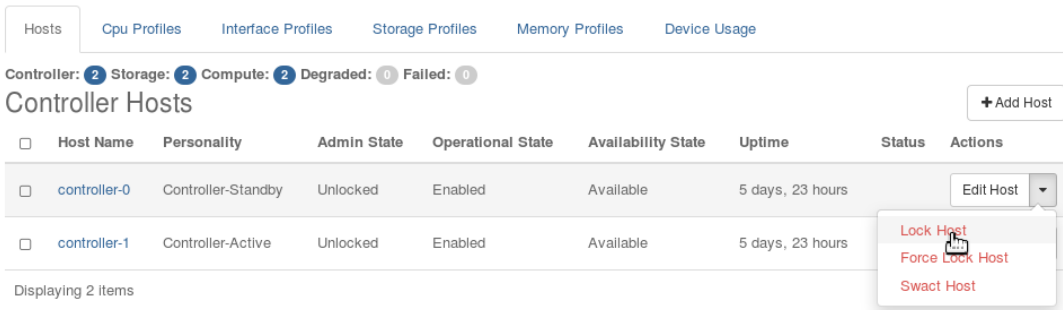 Hosts Cpu Profiles Interface Profiles Storage Profiles Memory Profiles Device Usage
Controller: 2 Storage: 2 Compute: 2 Degraded: 0 Failed: 0
Controller Hosts
+ Add Host
Host Name Personality Admin State Operational State Availability State Uptime Status Actions
controller-0 Controller-Standby Unlocked Enabled Available 5 days, 23 hours Edit Host
controller-1 Controller-Active Unlocked Enabled Available 5 days, 23 hours
Lock Host
Force Lock Host
Swact Host
Displaying 2 items